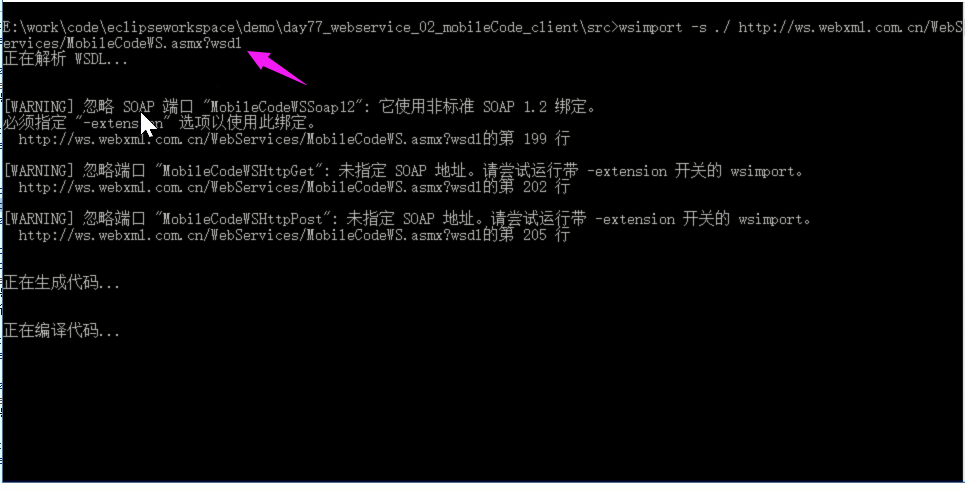 E:\work\code\eclipseworkspace\demo\day77_webservice_02_mobileCode_client\src>wsimport -s ./ http://ws.webxml.com.cn/WebS
ervices/MobileCodeWS.asmx?wsdl
正在解析 WSDL...
[WARNING] 忽略 SOAP 端口 "MobileCodeWSSoap12": 它使用非标准 SOAP 1.2 绑定。
必须指定 "-extension" 选项以使用此绑定。
http://ws.webxml.com.cn/WebServices/MobileCodeWS.asmx?wsdl的第 199 行
[WARNING] 忽略端口 "MobileCodeWSHttpGet": 未指定 SOAP 地址。请尝试运行带 -extension 开关的 wsimport。
http://ws.webxml.com.cn/WebServices/MobileCodeWS.asmx?wsdl的第 202 行
[WARNING] 忽略端口 "MobileCodeWSHttpPost": 未指定 SOAP 地址。请尝试运行带 -extension 开关的 wsimport。
http://ws.webxml.com.cn/WebServices/MobileCodeWS.asmx?wsdl的第 205 行
正在生成代码...
正在编译代码...